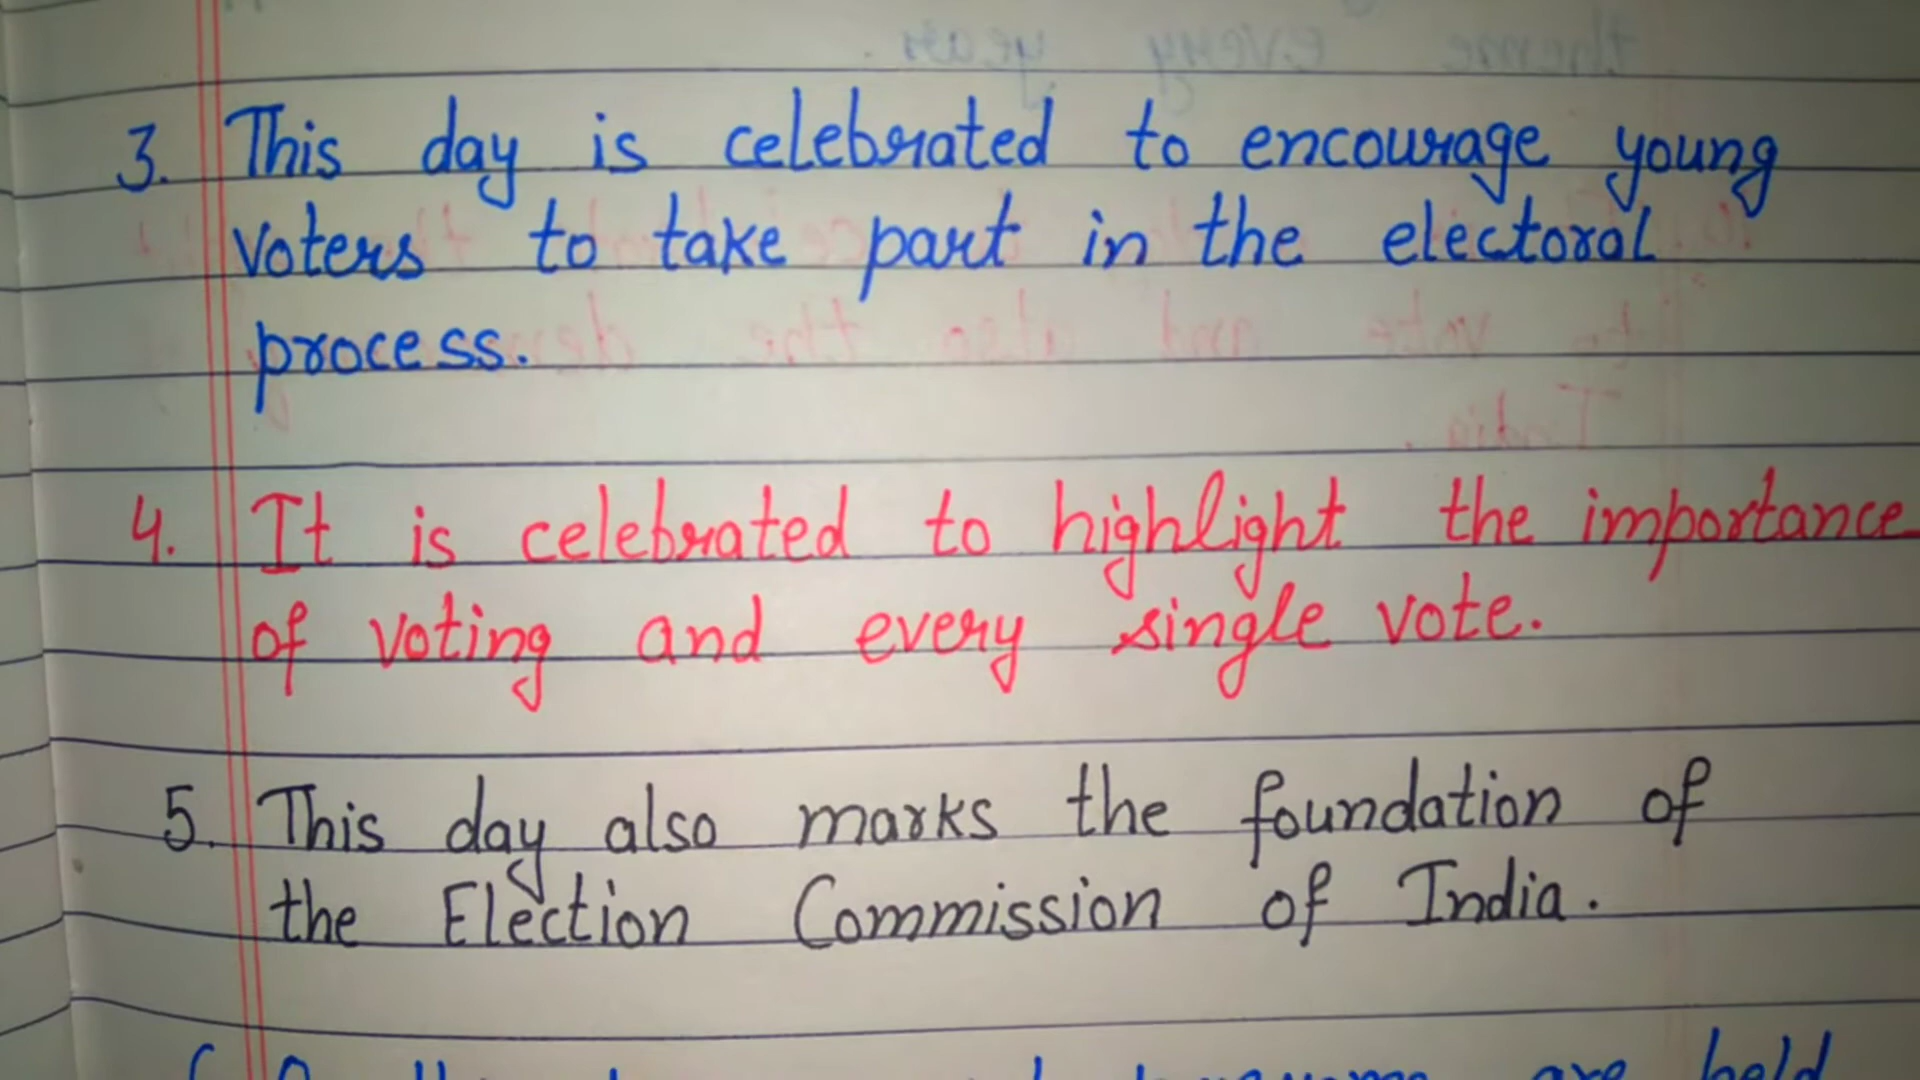 3. This day is celebrated to encourage young
voters to take part in the electoral
process.
4. It is celebrated to highlight the importance
of voting and every single vote.
5. This day also marks the foundation of
the Election Commission of India.
are held